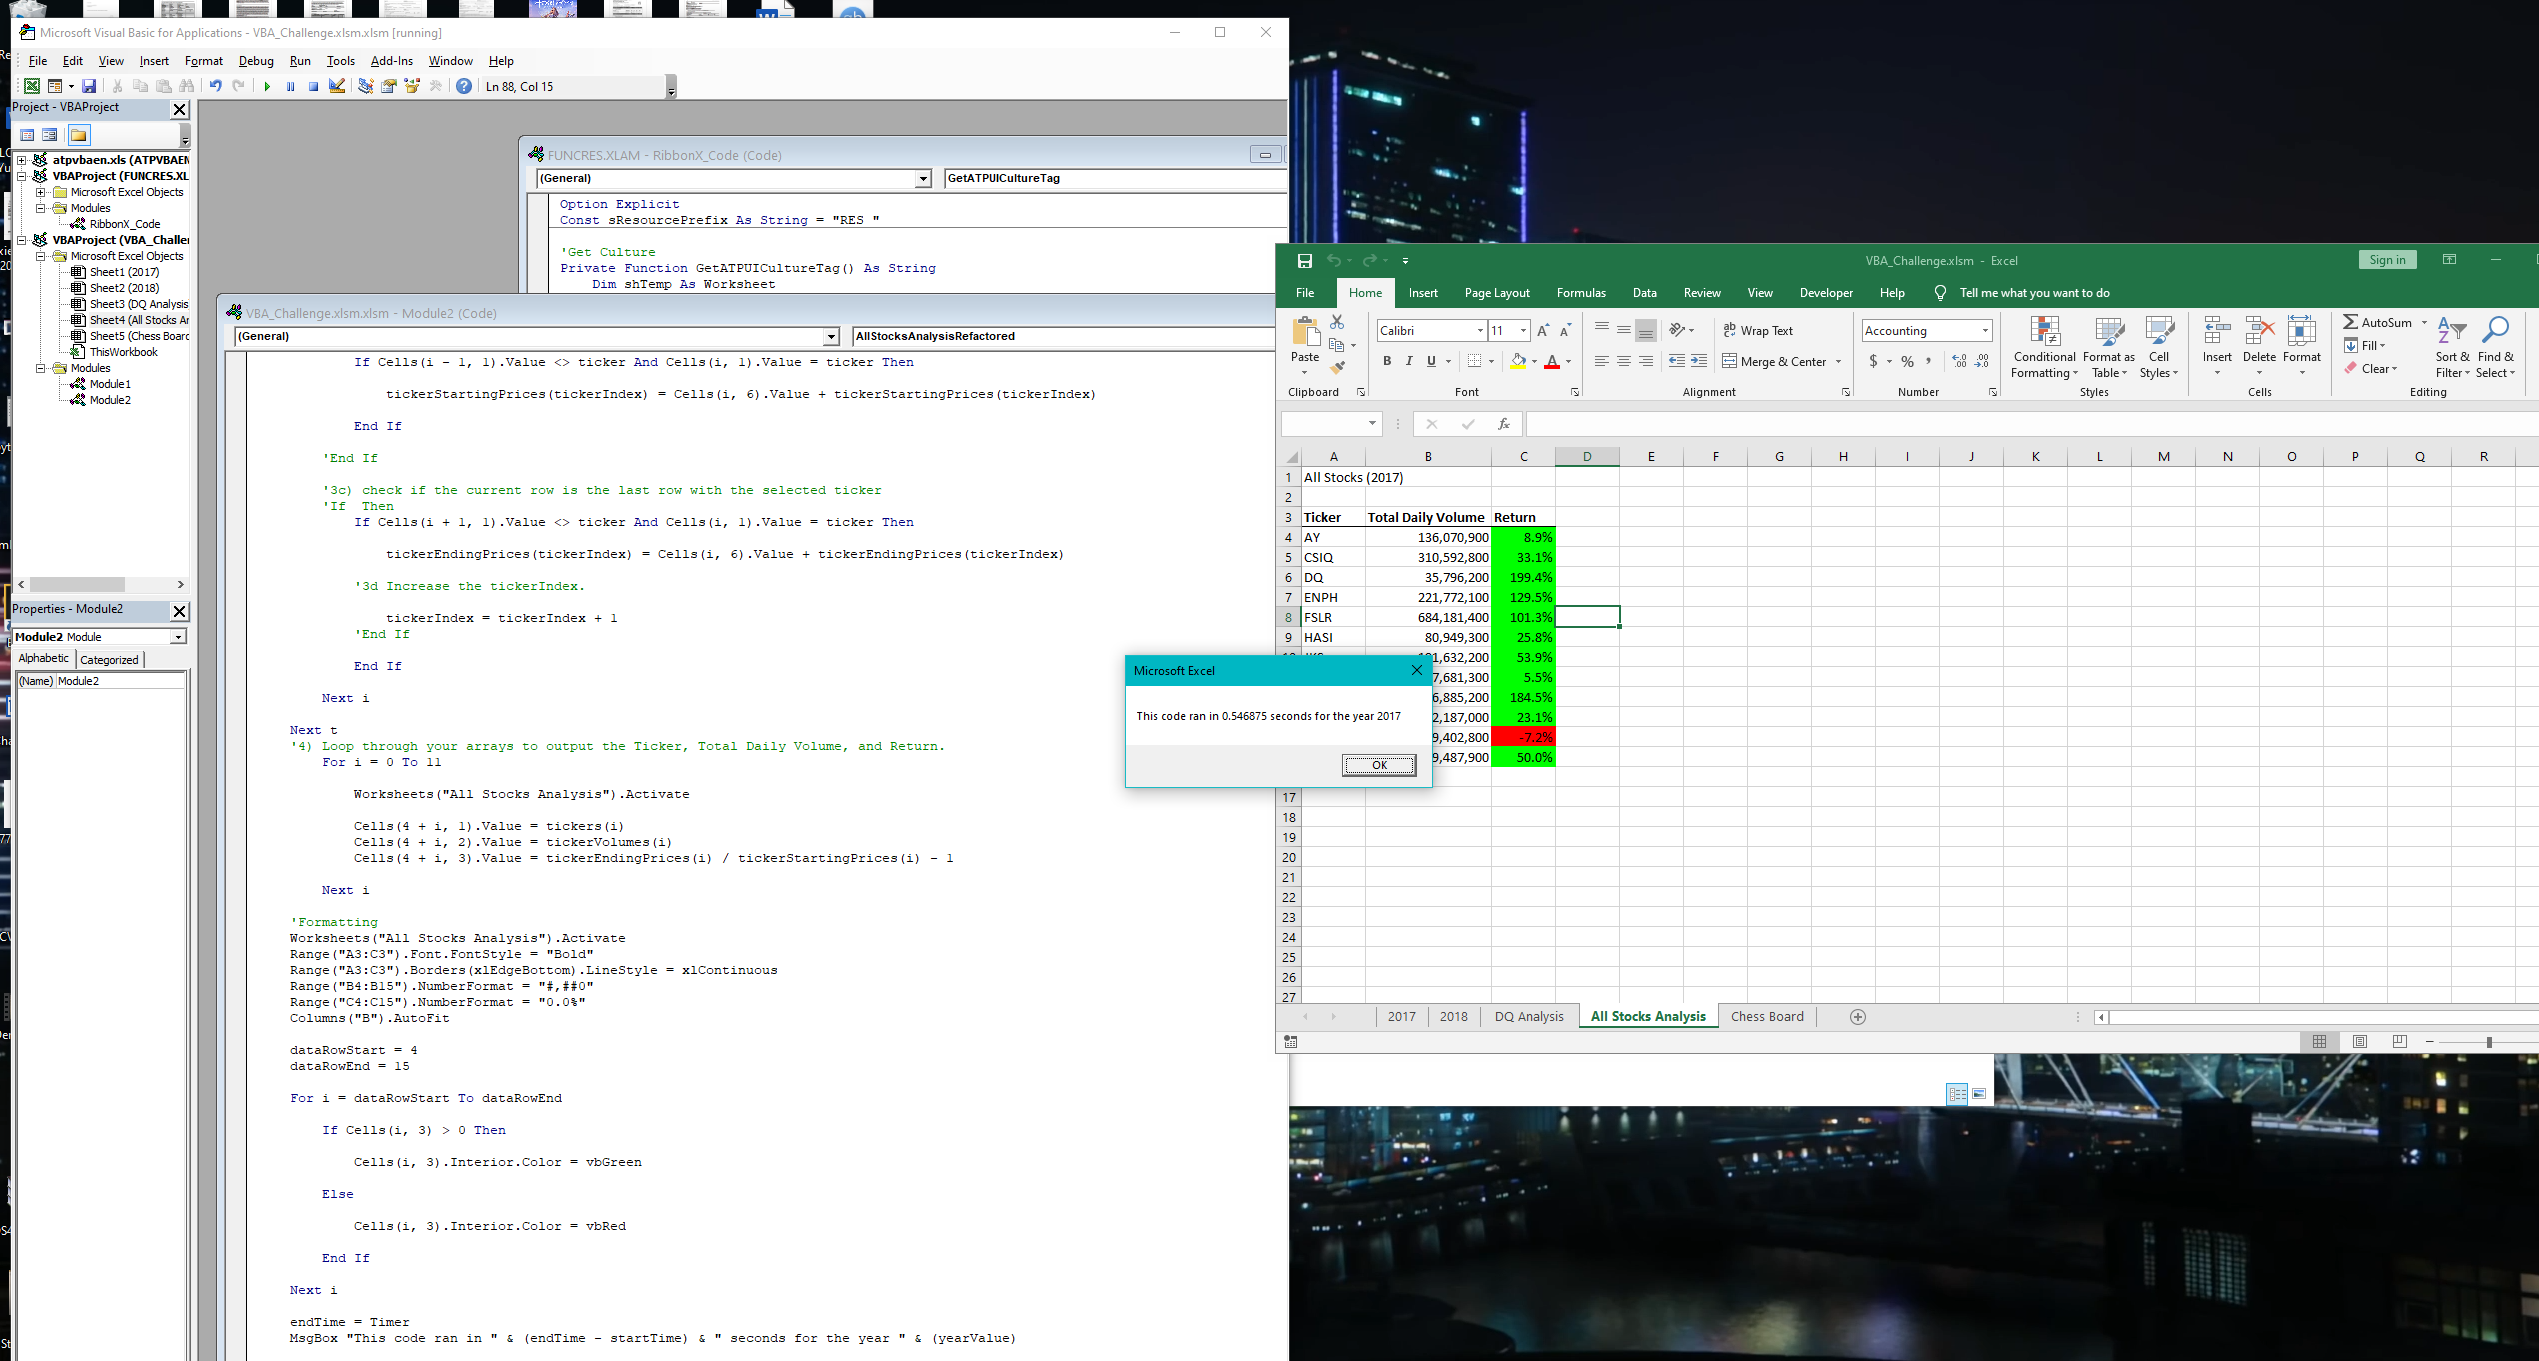 Microsoft Visual Basic for Applications - VBA_Challenge.xlsm.xlsm [running]
File Edit View Insert Format Debug Run Tools Add-Ins Window Help
Ln 88, Col 15
Project - VBAProject
atpvbaen.xls (ATPVBAEN
VBAProject (FUNCRES.XL
Microsoft Excel Objects
Modules
RibbonX_Code
VBAProject (VBA_Challen
Microsoft Excel Objects
Sheet1 (2017)
Sheet2 (2018)
Sheet3 (DQ Analysis
Sheet4 (All Stocks Ar
Sheet5 (Chess Board
ThisWorkbook
Modules
Module1
Module2
Properties - Module2
Module2 Module
Alphabetic Categorized
(Name) Module2
FUNCRES.XLAM - RibbonX_Code (Code)
(General) GetATPUICultureTag
Option Explicit
Const sResourcePrefix As String = "RES_"
'Get Culture
Private Function GetATPUICultureTag() As String
Dim shTemp As Worksheet
VBA_Challenge.xlsm.xlsm - Module2 (Code)
(General) AllStocksAnalysisRefactored
If Cells(i - 1, 1).Value <> ticker And Cells(i, 1).Value = ticker Then
tickerStartingPrices(tickerIndex) = Cells(i, 6).Value + tickerStartingPrices(tickerIndex)
End If
'End If
'3c) check if the current row is the last row with the selected ticker
'If  Then
If Cells(i + 1, 1).Value <> ticker And Cells(i, 1).Value = ticker Then
tickerEndingPrices(tickerIndex) = Cells(i, 6).Value + tickerEndingPrices(tickerIndex)
'3d Increase the tickerIndex.
tickerIndex = tickerIndex + 1
'End If
End If
Next i
Next t
'4) Loop through your arrays to output the Ticker, Total Daily Volume, and Return.
For i = 0 To 11
Worksheets("All Stocks Analysis").Activate
Cells(4 + i, 1).Value = tickers(i)
Cells(4 + i, 2).Value = tickerVolumes(i)
Cells(4 + i, 3).Value = tickerEndingPrices(i) / tickerStartingPrices(i) - 1
Next i
'Formatting
Worksheets("All Stocks Analysis").Activate
Range("A3:C3").Font.FontStyle = "Bold"
Range("A3:C3").Borders(xlEdgeBottom).LineStyle = xlContinuous
Range("B4:B15").NumberFormat = "#,##0"
Range("C4:C15").NumberFormat = "0.0%"
Columns("B").AutoFit
dataRowStart = 4
dataRowEnd = 15
For i = dataRowStart To dataRowEnd
If Cells(i, 3) > 0 Then
Cells(i, 3).Interior.Color = vbGreen
Else
Cells(i, 3).Interior.Color = vbRed
End If
Next i
endTime = Timer
MsgBox "This code ran in " & (endTime - startTime) & " seconds for the year " & (yearValue)
Microsoft Excel
This code ran in 0.546875 seconds for the year 2017
OK
VBA_Challenge.xlsm - Excel
Sign in
File Home Insert Page Layout Formulas Data Review View Developer Help Tell me what you want to do
Paste
Clipboard
Calibri 11
B I U
Font
Wrap Text
Merge & Center
Alignment
Accounting
$ % ,
Number
Conditional Formatting
Format as Table
Cell Styles
Styles
Insert Delete Format
Cells
AutoSum
Fill
Clear
Sort & Filter
Find & Select
Editing
fx
A B C D E F G H I J K L M N O P Q R
1 All Stocks (2017)
2
3 Ticker Total Daily Volume Return
4 AY 136,070,900 8.9%
5 CSIQ 310,592,800 33.1%
6 DQ 35,796,200 199.4%
7 ENPH 221,772,100 129.5%
8 FSLR 684,181,400 101.3%
9 HASI 80,949,300 25.8%
1,632,200 53.9%
7,681,300 5.5%
6,885,200 184.5%
2,187,000 23.1%
9,402,800 -7.2%
9,487,900 50.0%
17
18
19
20
21
22
23
24
25
26
27
2017 2018 DQ Analysis All Stocks Analysis Chess Board